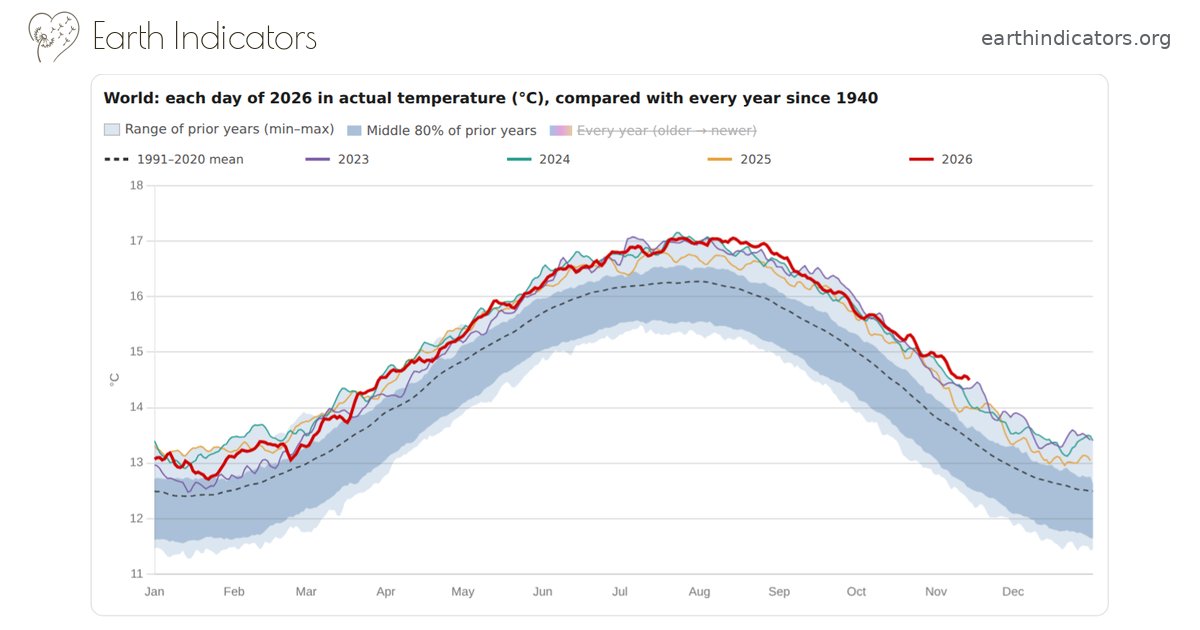 Earth Indicators
earthindicators.org
World: each day of 2026 in actual temperature (°C), compared with every year since 1940
Range of prior years (min–max) Middle 80% of prior years Every year (older → newer)
1991–2020 mean 2023 2024 2025 2026
18
17
16
15
14
13
12
11
°C
Jan Feb Mar Apr May Jun Jul Aug Sep Oct Nov Dec